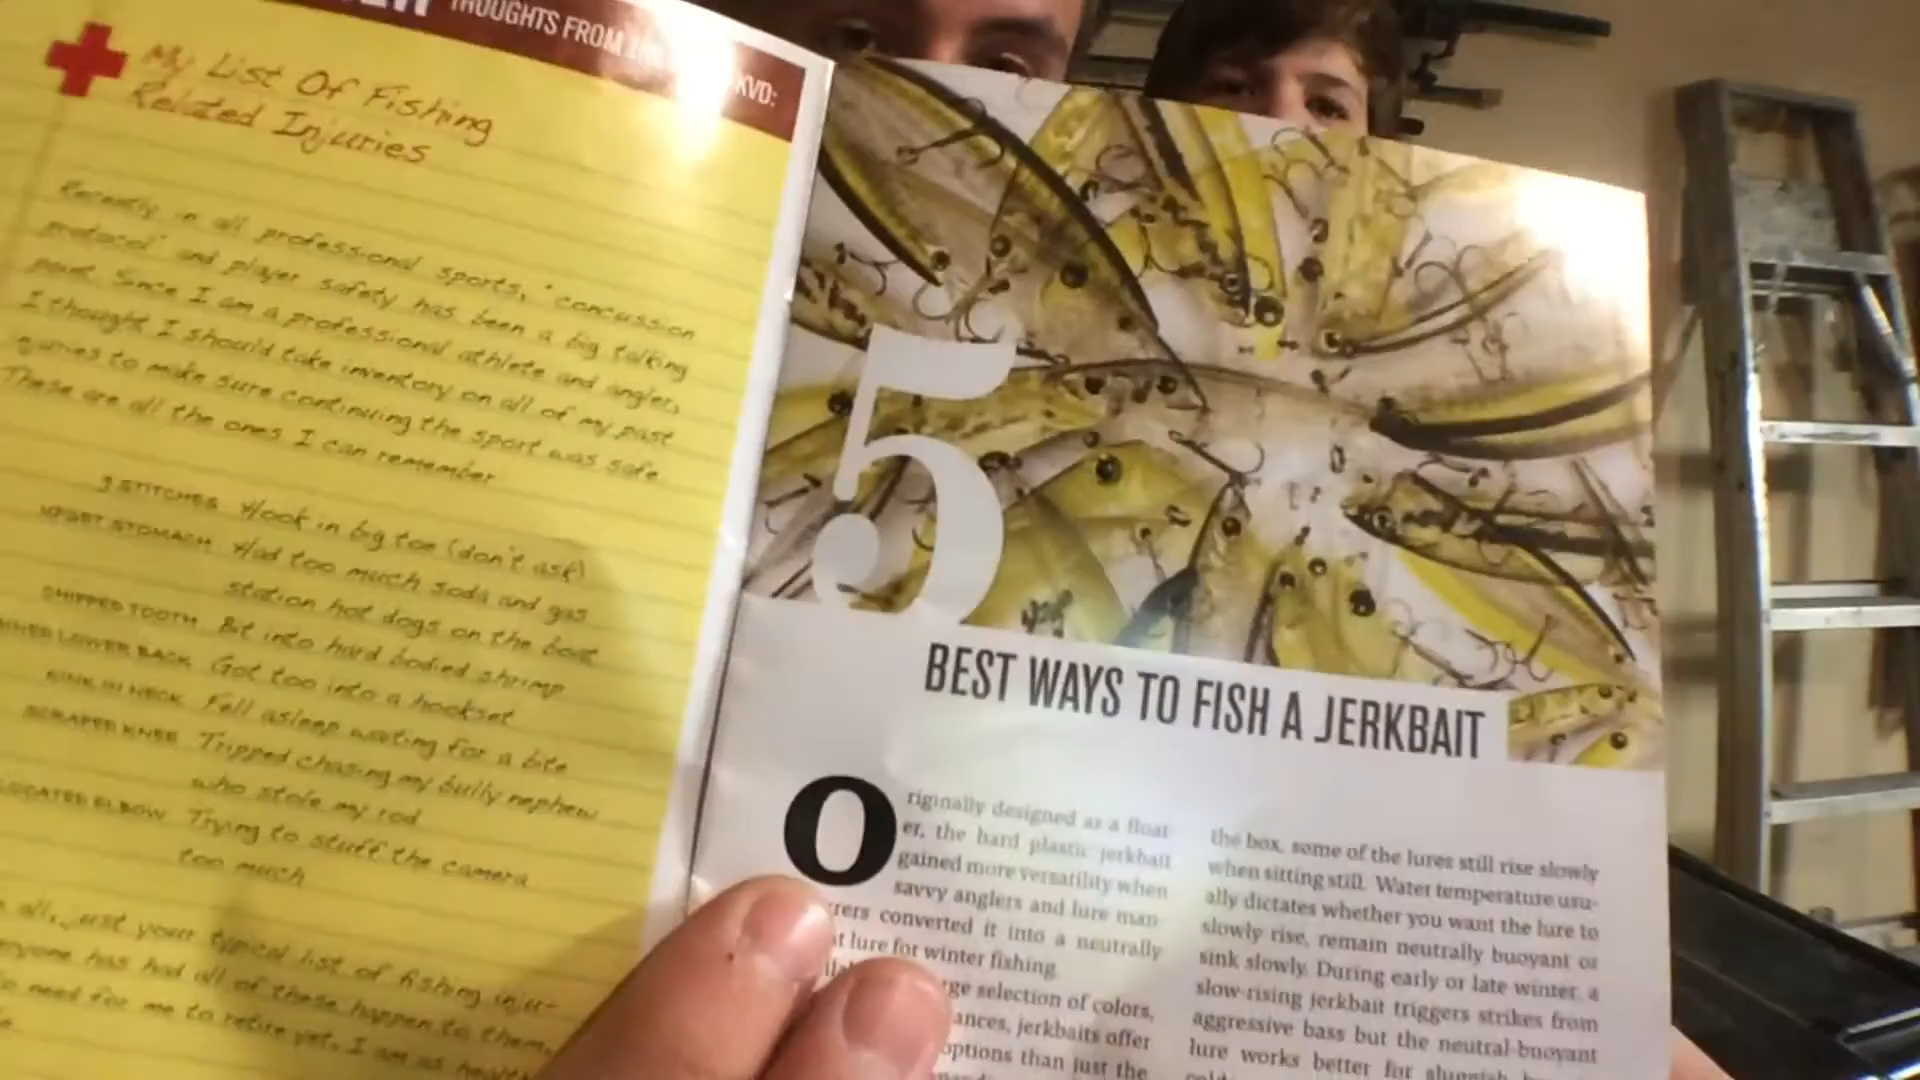 THOUGHTS FROM
KVD:
My List Of Fishing
Related Injuries
Recently in all professional sports, "concussion
protocol" and player safety has been a big talking
point. Since I am a professional athlete and angler,
I thought I should take inventory on all of my past
injuries to make sure continuing the sport was safe.
These are all the ones I can remember
STITCHES Hook in big toe (don't ask)
UPSET STOMACH Had too much soda and gas
station hot dogs on the boat
CHIPPED TOOTH Bit into hard bodied shrimp
LOWER BACK Got too into a hookset
KINK IN NECK Fell asleep waiting for a bite
SCRAPED KNEE Tripped chasing my bully nephew
who stole my rod
ELBOW Trying to stuff the camera
too much
all, just your typical list of fishing injur-
has had all of these happen to them,
need for me to retire yet, I am as
5
BEST WAYS TO FISH A JERKBAIT
Originally designed as a float
er, the hard plastic jerkbait
gained more versatility when
savvy anglers and lure man-
rers converted it into a neutrally
t lure for winter fishing.
ge selection of colors,
ances, jerkbaits offer
options than just the
the box, some of the lures still rise slowly
when sitting still. Water temperature usu-
ally dictates whether you want the lure to
slowly rise, remain neutrally buoyant or
sink slowly. During early or late winter, a
slow-rising jerkbait triggers strikes from
aggressive bass but the neutral-buoyant
lure works better for sluggish